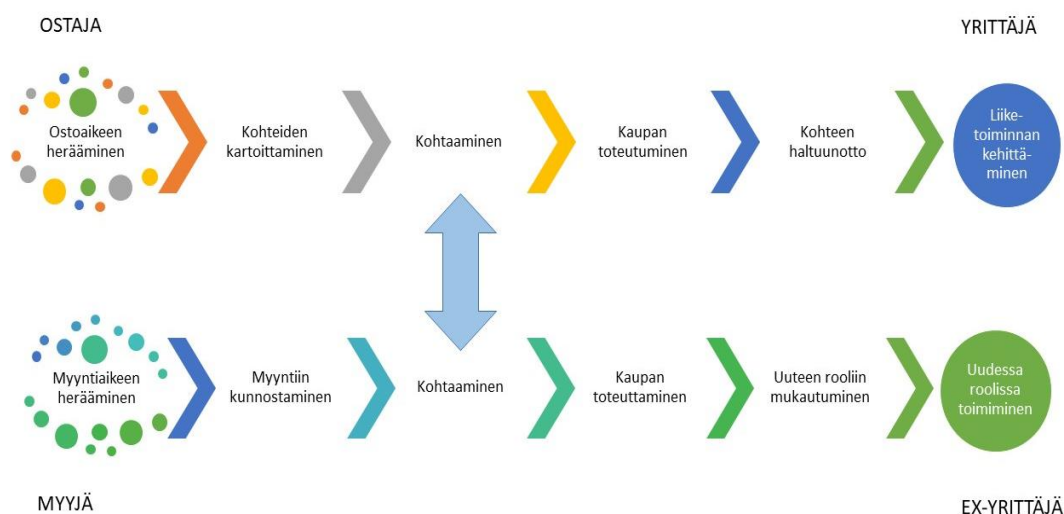 OSTAJA
YRITTÄJÄ
Ostoaikeen
herääminen
Kohteiden
kartoittaminen
Kohtaaminen
Kaupan
toteutuminen
Kohteen
haltuunotto
Liike-
toiminnan
kehittä-
minen
Myyntiaikeen
herääminen
Myyntiin
kunnostaminen
Kohtaaminen
Kaupan
toteuttaminen
Uuteen rooliin
mukautuminen
Uudessa
roolissa
toimiminen
MYYJÄ
EX-YRITTÄJÄ